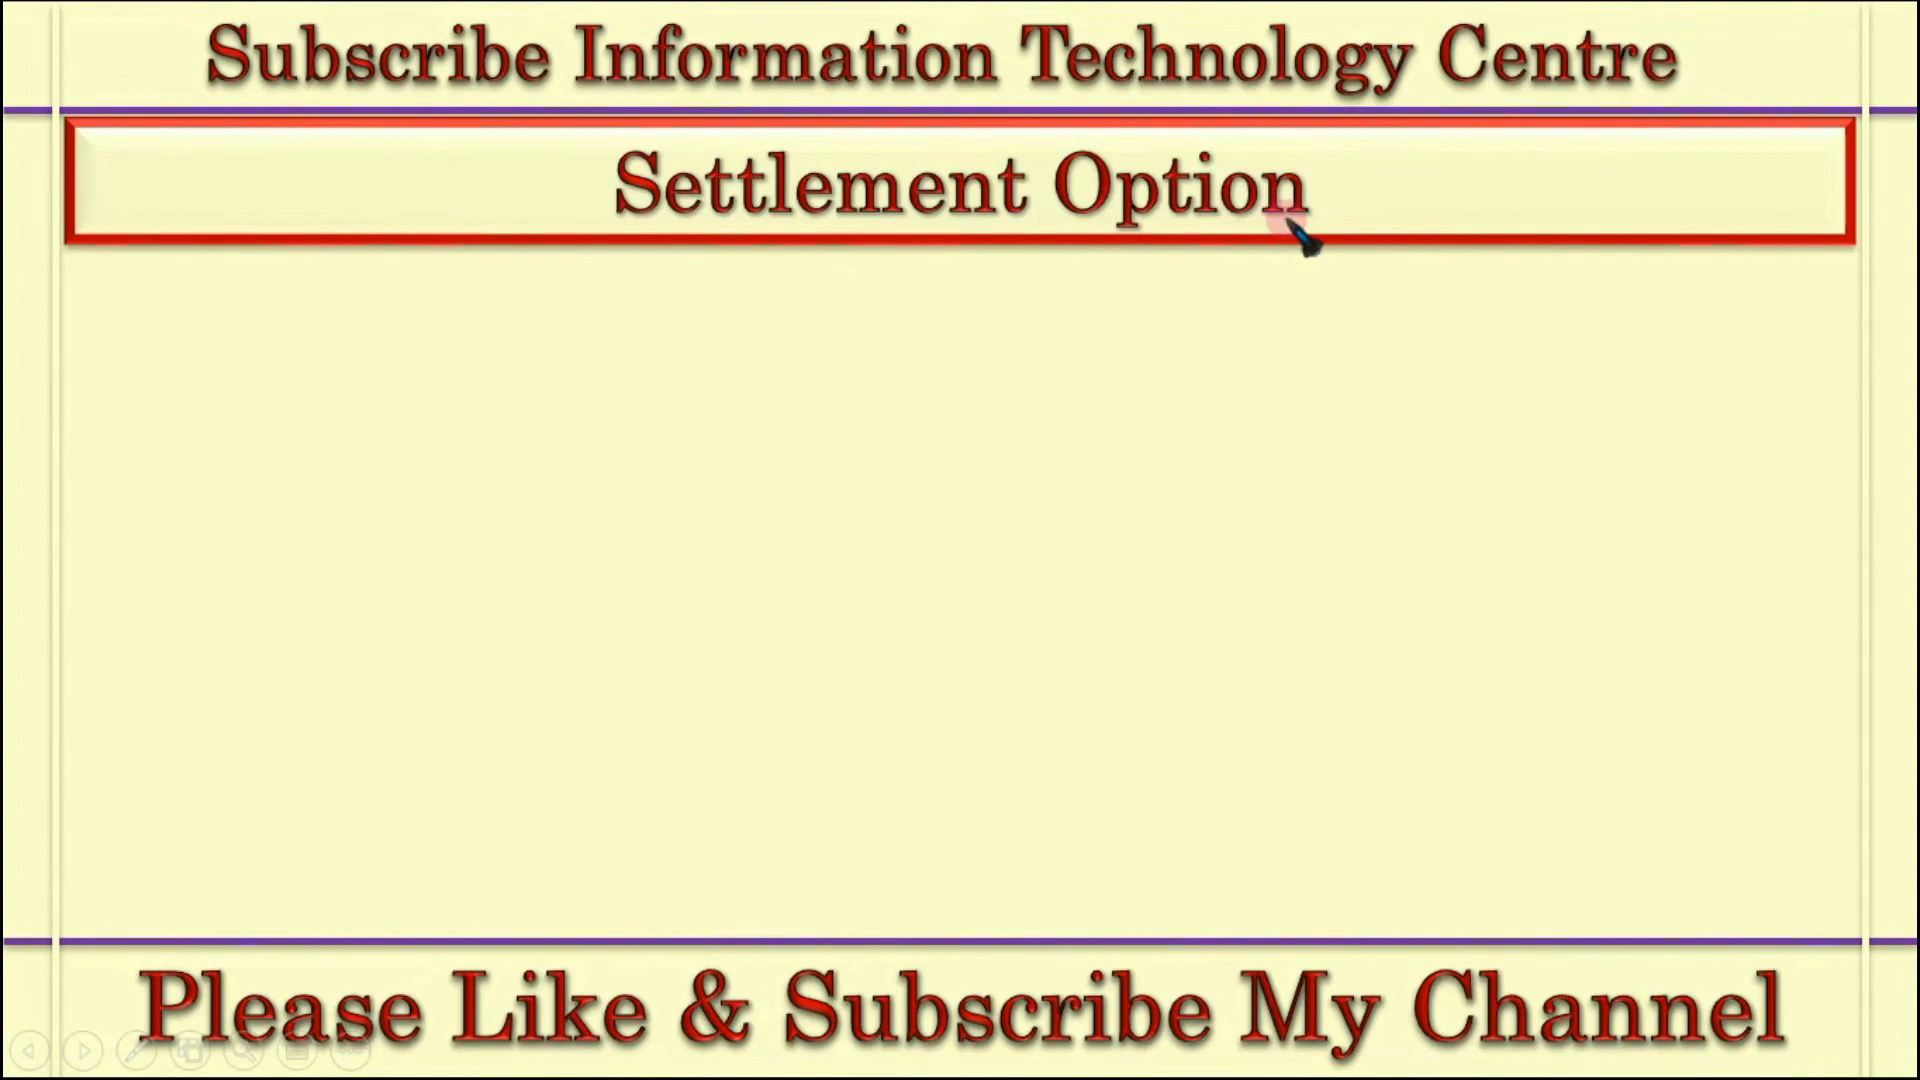 Subscribe Information Technology Centre
Settlement Option
Please Like & Subscribe My Channel